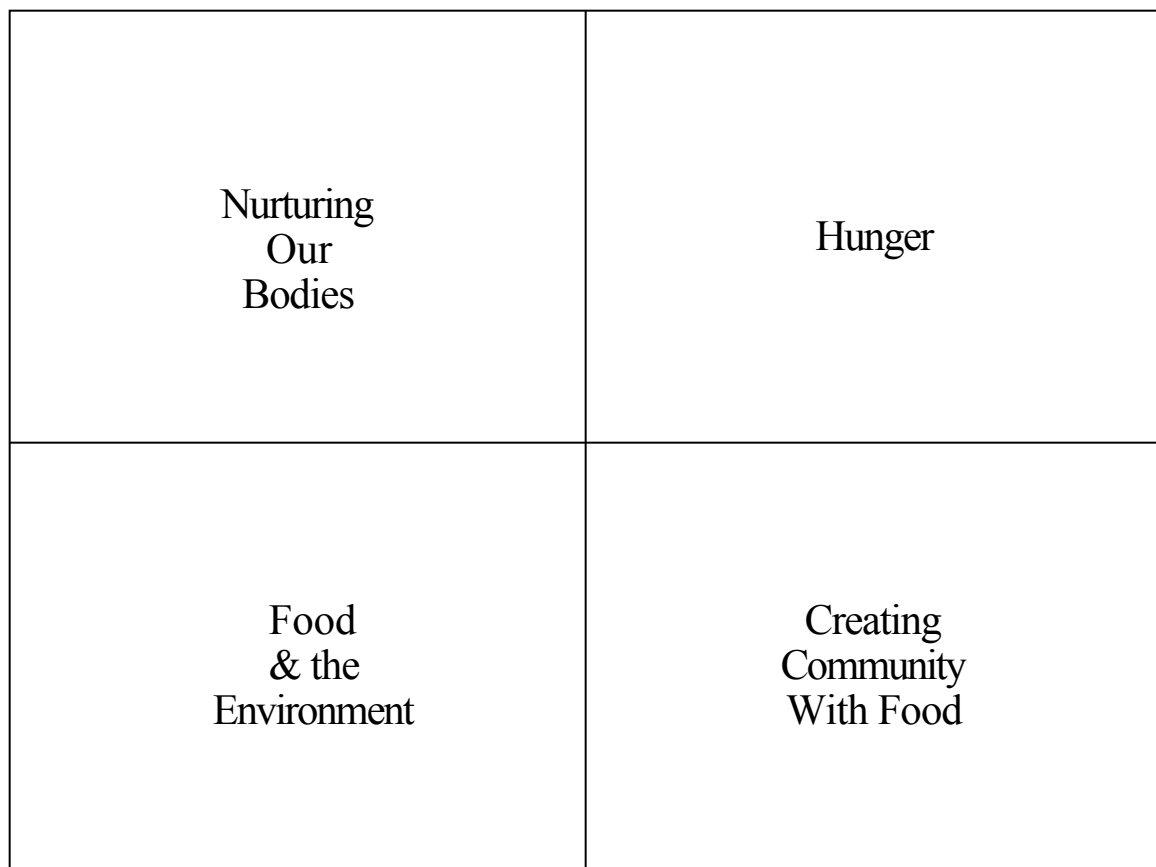 Nurturing
Our
Bodies
Hunger
Food
& the
Environment
Creating
Community
With Food